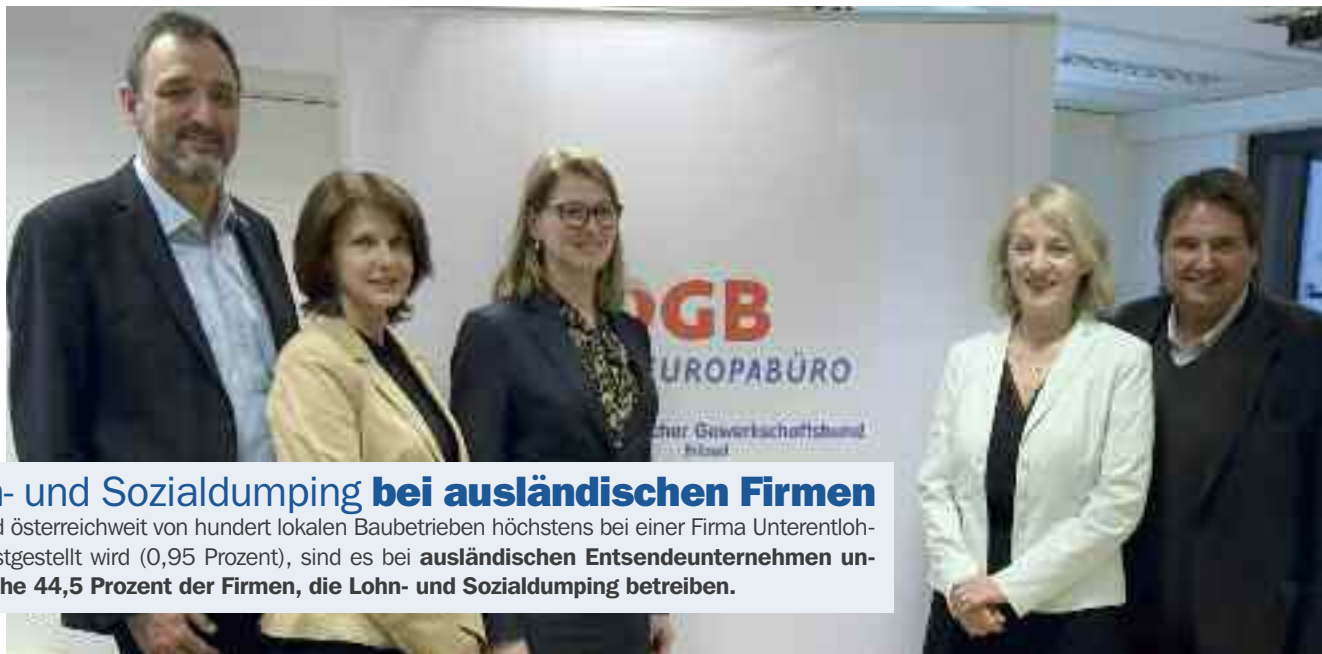 GB
UROPABÜRO
cher Gewerkschaftsbund
- und Sozialdumping bei ausländischen Firmen
österreichweit von hundert lokalen Baubetrieben höchstens bei einer Firma Unterentloh-
stgestellt wird (0,95 Prozent), sind es bei ausländischen Entsendeunternehmen un-
he 44,5 Prozent der Firmen, die Lohn- und Sozialdumping betreiben.